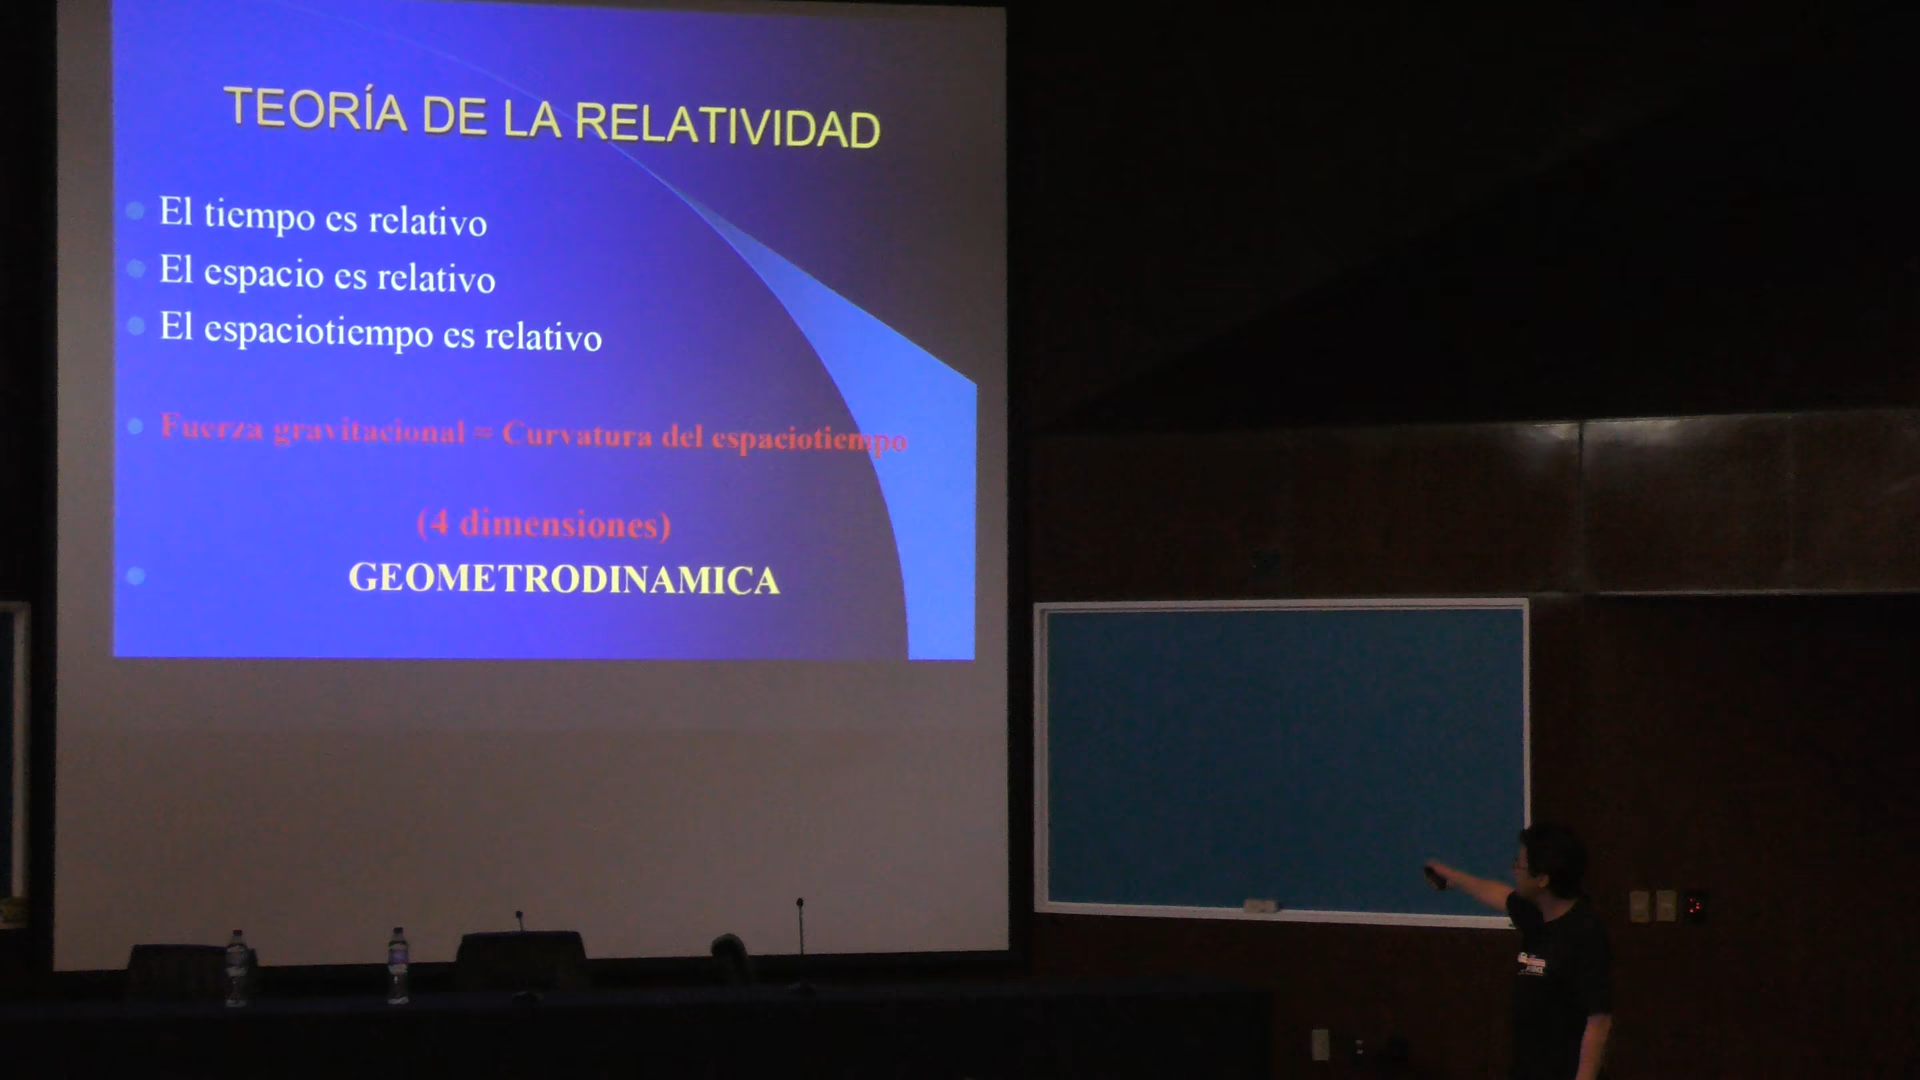 TEORÍA DE LA RELATIVIDAD
El tiempo es relativo
El espacio es relativo
El espaciotiempo es relativo
Fuerza gravitacional = Curvatura del espaciotiempo
(4 dimensiones)
GEOMETRODINAMICA